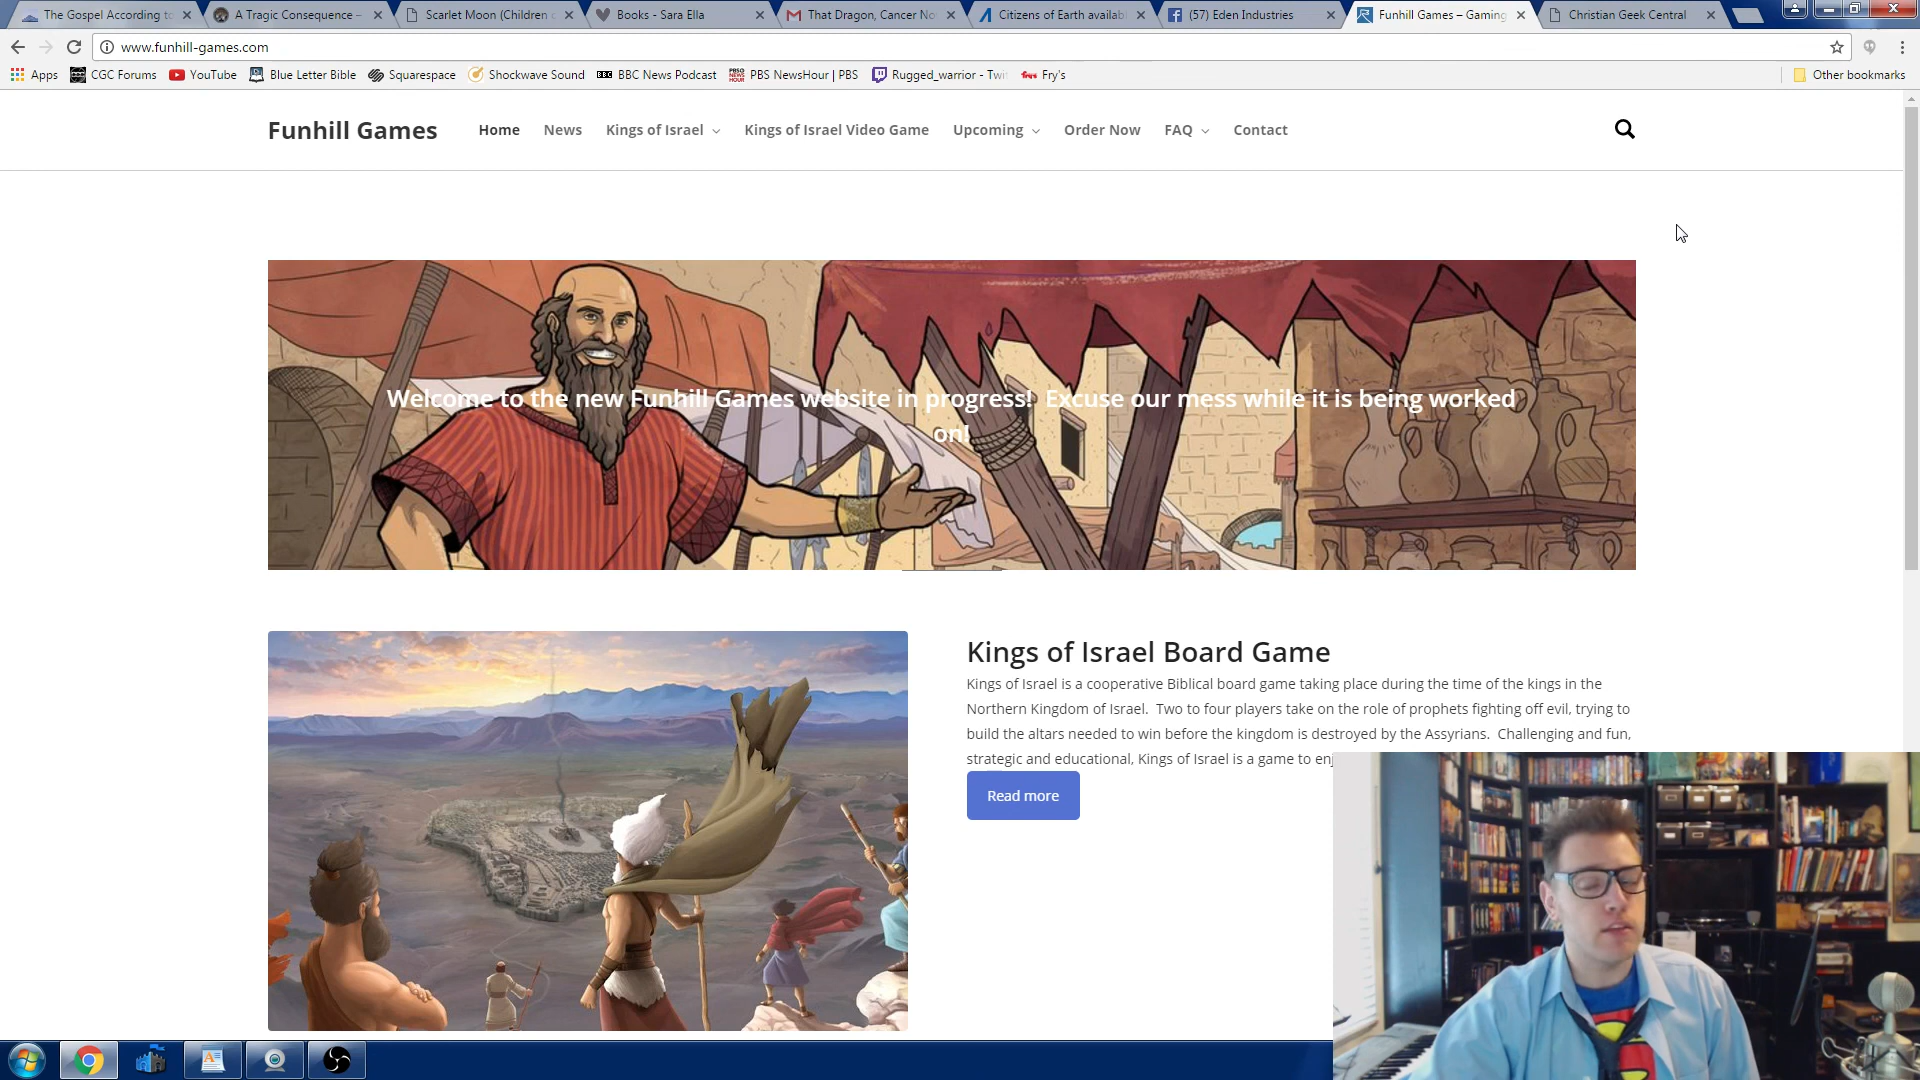 The Gospel According to
A Tragic Consequence –
Scarlet Moon (Children o
Books - Sara Ella
That Dragon, Cancer No
Citizens of Earth availab
(57) Eden Industries
Funhill Games – Gaming
Christian Geek Central
www.funhill-games.com
Apps
CGC Forums
YouTube
Blue Letter Bible
Squarespace
Shockwave Sound
BBC
BBC News Podcast
PBS NewsHour | PBS
Rugged_warrior - Twi
Fry's
Other bookmarks
Funhill Games
Home
News
Kings of Israel
Kings of Israel Video Game
Upcoming
Order Now
FAQ
Contact
Welcome to the new Funhill Games website in progress!  Excuse our mess while it is being worked
on!
Kings of Israel Board Game
Kings of Israel is a cooperative Biblical board game taking place during the time of the kings in the
Northern Kingdom of Israel.  Two to four players take on the role of prophets fighting off evil, trying to
build the altars needed to win before the kingdom is destroyed by the Assyrians.  Challenging and fun,
strategic and educational, Kings of Israel is a game to enj
Read more